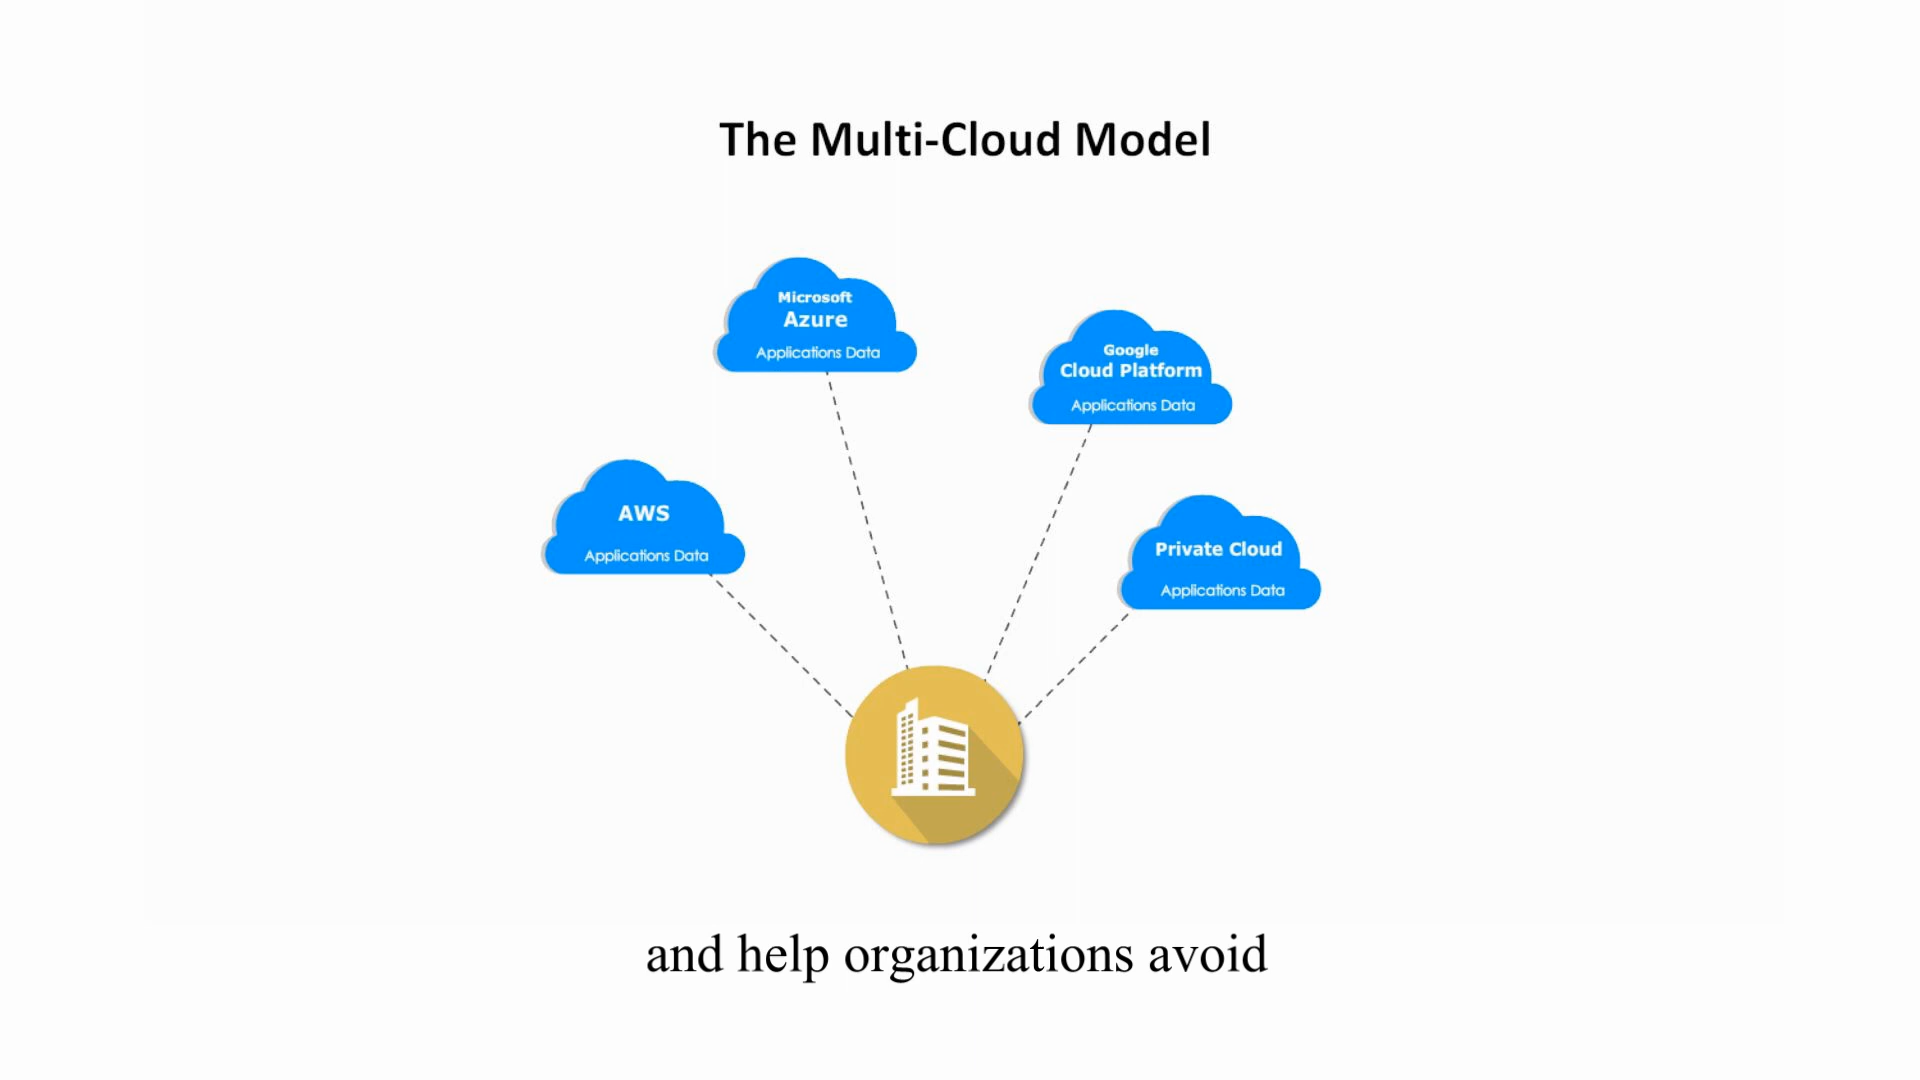 The Multi-Cloud Model
Microsoft
Azure
Applications Data
Google
Cloud Platform
Applications Data
AWS
Applications Data
Private Cloud
Applications Data
and help organizations avoid